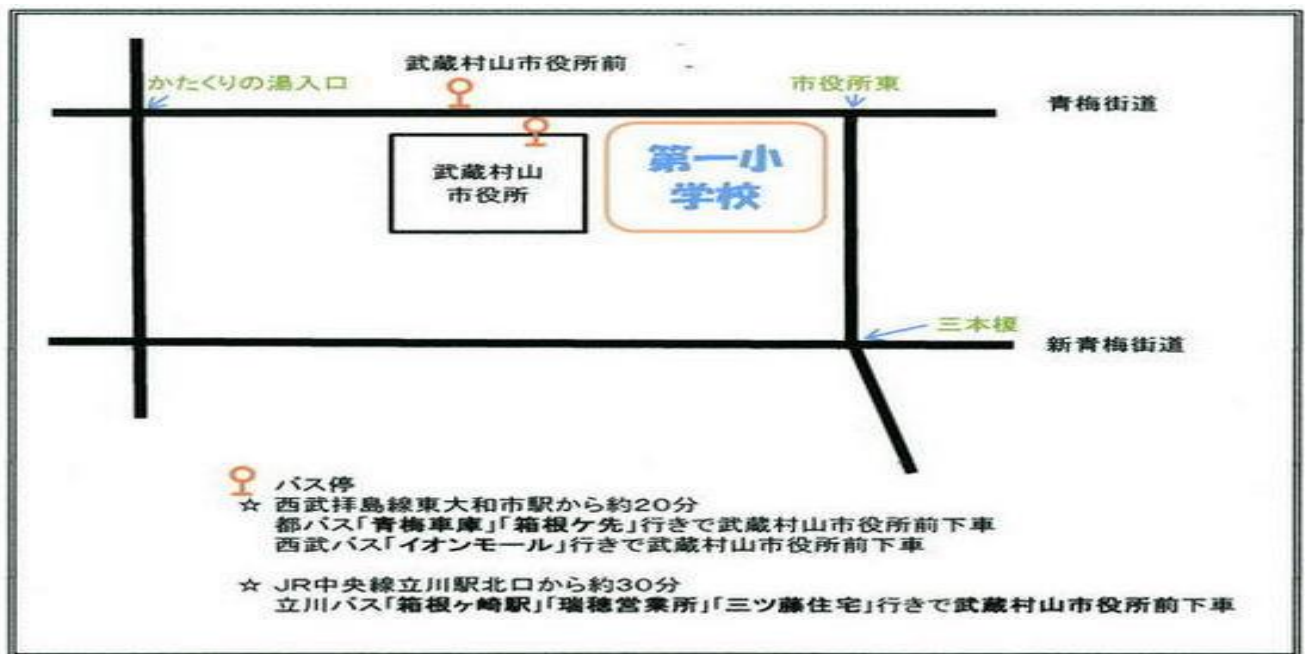 武蔵村山市役所前
かたくりの湯入口
市役所東
青梅街道
武蔵村山
市役所
第一小
学校
三本榎
新青梅街道
バス停
☆ 西武拝島線東大和市駅から約20分
都バス「青梅車庫」「箱根ケ先」行きで武蔵村山市役所前下車
西武バス「イオンモール」行きで武蔵村山市役所前下車
☆ JR中央線立川駅北口から約30分
立川バス「箱根ヶ崎駅」「瑞穂営業所」「三ツ藤住宅」行きで武蔵村山市役所前下車